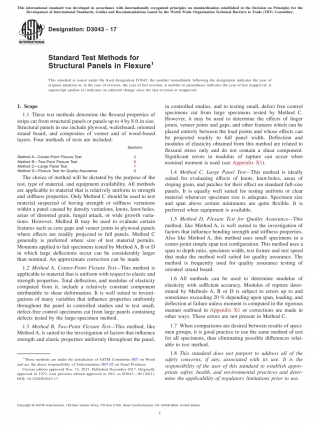 This international standard was developed in accordance with internationally recognized principles on standardization established in the Decision on Principles for the
Development of International Standards, Guides and Recommendations issued by the World Trade Organization Technical Barriers to Trade (TBT) Committee.
Designation: D3043 − 17
Standard Test Methods for
Structural Panels in Flexure1
This standard is issued under the fixed designation D3043; the number immediately following the designation indicates the year of
original adoption or, in the case of revision, the year of last revision. A number in parentheses indicates the year of last reapproval. A
superscript epsilon (ε) indicates an editorial change since the last revision or reapproval.
1. Scope
1.1 These test methods determine the flexural properties of
strips cut from structural panels or panels up to 4 by 8 ft in size.
Structural panels in use include plywood, waferboard, oriented
strand board, and composites of veneer and of wood-based
layers. Four methods of tests are included:
Sections
Method A—Center-Point Flexure Test 5
Method B—Two-Point Flexure Test 6
Method C—Large Panel Test 7
Method D—Flexure Test for Quality Assurance 8
The choice of method will be dictated by the purpose of the
test, type of material, and equipment availability. All methods
are applicable to material that is relatively uniform in strength
and stiffness properties. Only Method C should be used to test
material suspected of having strength or stiffness variations
within a panel caused by density variations, knots, knot-holes,
areas of distorted grain, fungal attack, or wide growth varia-
tions. However, Method B may be used to evaluate certain
features such as core gaps and veneer joints in plywood panels
where effects are readily projected to full panels. Method C
generally is preferred where size of test material permits.
Moments applied to fail specimens tested by Method A, B or D
in which large deflections occur can be considerably larger
than nominal. An approximate correction can be made.
1.2 Method A, Center-Point Flexure Test—This method is
applicable to material that is uniform with respect to elastic and
strength properties. Total deflection, and modulus of elasticity
computed from it, include a relatively constant component
attributable to shear deformation. It is well suited to investi-
gations of many variables that influence properties uniformly
throughout the panel in controlled studies and to test small,
defect-free control specimens cut from large panels containing
defects tested by the large-specimen method.
1.3 Method B, Two-Point Flexure Test—This method, like
Method A, is suited to the investigation of factors that influence
strength and elastic properties uniformly throughout the panel,
1 These test methods are under the jurisdiction of ASTM Committee D07 on Wood
and are the direct responsibility of Subcommittee D07.03 on Panel Products.
Current edition approved Nov. 15, 2017. Published December 2017. Originally
in controlled studies, and to testing small, defect free control
specimens cut from large specimens tested by Method C.
However, it may be used to determine the effects of finger
joints, veneer joints and gaps, and other features which can be
placed entirely between the load points and whose effects can
be projected readily to full panel width. Deflection and
modulus of elasticity obtained from this method are related to
flexural stress only and do not contain a shear component.
Significant errors in modulus of rupture can occur when
nominal moment is used (see Appendix X1).
1.4 Method C, Large Panel Test—This method is ideally
suited for evaluating effects of knots, knot-holes, areas of
sloping grain, and patches for their effect on standard full-size
panels. It is equally well suited for testing uniform or clear
material whenever specimen size is adequate. Specimen size
and span above certain minimums are quite flexible. It is
preferred when equipment is available.
1.5 Method D, Flexure Test for Quality Assurance—This
method, like Method A, is well suited to the investigation of
factors that influence bending strength and stiffness properties.
Also like Method A, this method uses small specimens in a
center-point simple span test configuration. This method uses a
span to depth ratio, specimen width, test fixture and test speed
that make the method well suited for quality assurance. The
method is frequently used for quality assurance testing of
oriented strand board.
1.6 All methods can be used to determine modulus of
elasticity with sufficient accuracy. Modulus of rupture deter-
mined by Methods A, B or D is subject to errors up to and
sometimes exceeding 20 % depending upon span, loading, and
deflection at failure unless moment is computed in the rigorous
manner outlined in Appendix X1 or corrections are made in
other ways. These errors are not present in Method C.
1.7 When comparisons are desired between results of speci-
men groups, it is good practice to use the same method of test
for all specimens, thus eliminating possible differences relat-
able to test method.
1.8 This standard does not purport to address all of the
safety concerns, if any, associated with its use. It is the
responsibility of the user of this standard to establish appro-
priate safety, health, and environmental practices and deter-
mine the applicability of regulatory limitations prior to use.
Copyright © ASTM International, 100 Barr Harbor Drive, PO Box C700, West Conshohocken, PA 19428-2959. United States
1